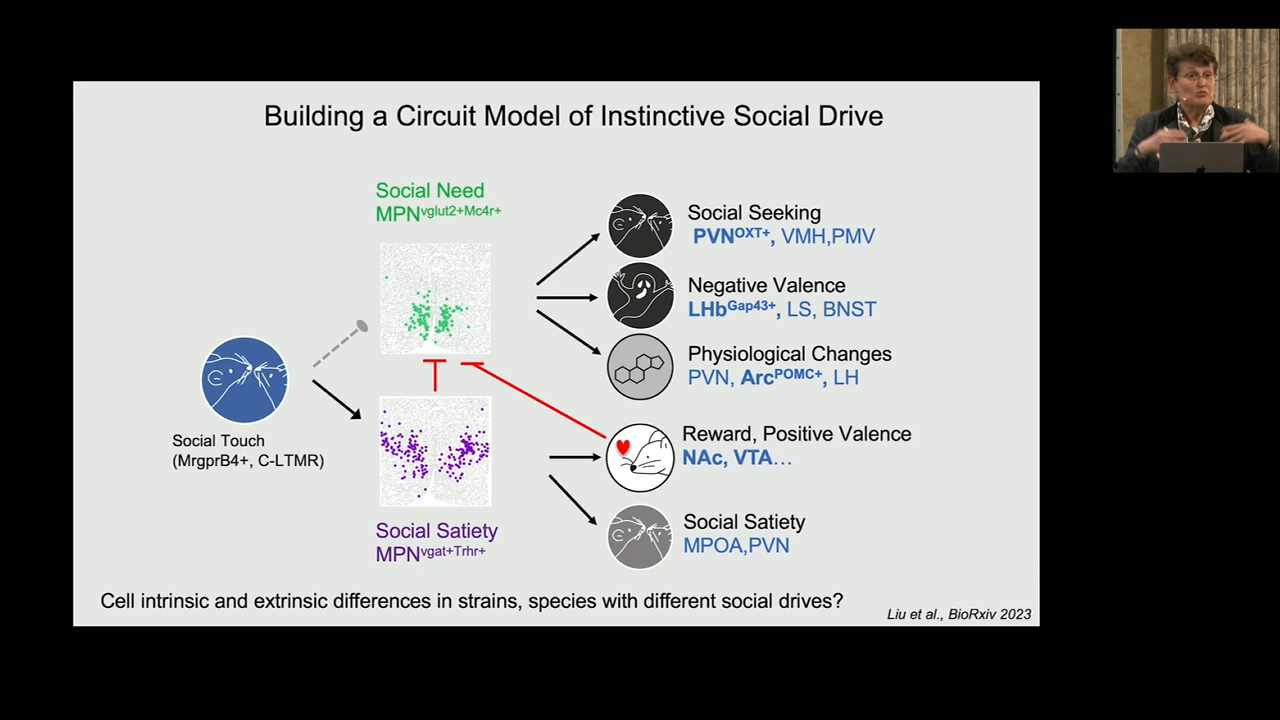 Building a Circuit Model of Instinctive Social Drive
Social Need
MPNvglut2+Mc4r+
Social Seeking
PVNOXT+, VMH,PMV
Negative Valence
LHbGap43+, LS, BNST
Physiological Changes
PVN, ArcPOMC+, LH
Social Touch
(MrgprB4+, C-LTMR)
Reward, Positive Valence
NAc, VTA...
Social Satiety
MPNvgat+Trhr+
Social Satiety
MPOA,PVN
Cell intrinsic and extrinsic differences in strains, species with different social drives?
Liu et al., BioRxiv 2023